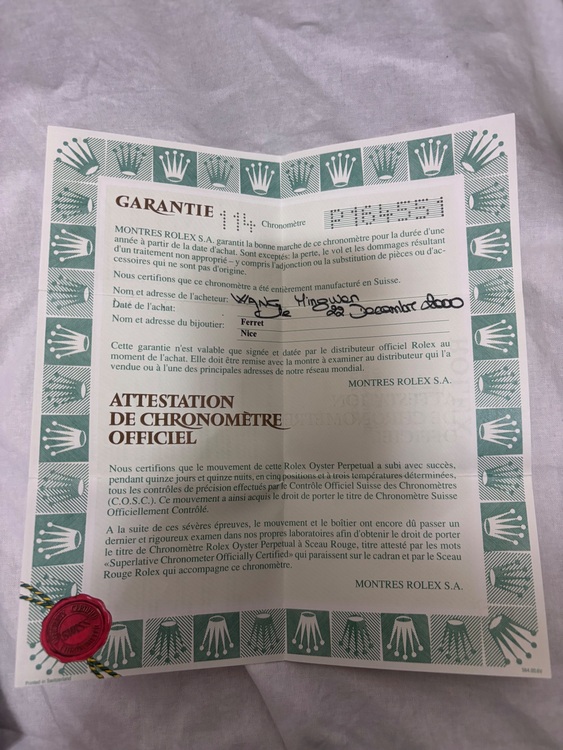 GARANTIE 114 Chronomètre P164551
MONTRES ROLEX S.A. garantit la bonne marche de ce chronomètre pour la durée d'une
année à partir de la date d'achat. Sont exceptés: la perte, le vol et les dommages résultant
d'un traitement non approprié – y compris l'adjonction ou la substitution de pièces ou d'ac-
cessoires qui ne sont pas d'origine.
Nous certifions que ce chronomètre a été entièrement manufacturé en Suisse.
Nom et adresse de l'acheteur: WANG Yingwen
Daté de l'achat: le 22 Decembre 2000
Nom et adresse du bijoutier: Ferret
Nice
Cette garantie n'est valable que signée et datée par le distributeur officiel Rolex au
moment de l'achat. Elle doit être remise avec la montre à examiner au distributeur qui l'a
vendue ou à l'une des principales adresses de notre réseau mondial.
MONTRES ROLEX S.A.
ATTESTATION
DE CHRONOMÈTRE
OFFICIEL
Nous certifions que le mouvement de cette Rolex Oyster Perpetual a subi avec succès,
pendant quinze jours et quinze nuits, en cinq positions et à trois températures déterminées,
tous les contrôles de précision effectués par le Contrôle Officiel Suisse des Chronomètres
(C.O.S.C.). Ce mouvement a ainsi acquis le droit de porter le titre de Chronomètre Suisse
Officiellement Contrôlé.
A la suite de ces sévères épreuves, le mouvement et le boîtier ont encore dû passer un
dernier et rigoureux examen dans nos propres laboratoires afin d'obtenir le droit de porter
le titre de Chronomètre Rolex Oyster Perpetual à Sceau Rouge, titre attesté par les mots
«Superlative Chronometer Officially Certified» qui paraissent sur le cadran et par le Sceau
Rouge Rolex qui accompagne ce chronomètre.
MONTRES ROLEX S.A.
Printed in Switzerland